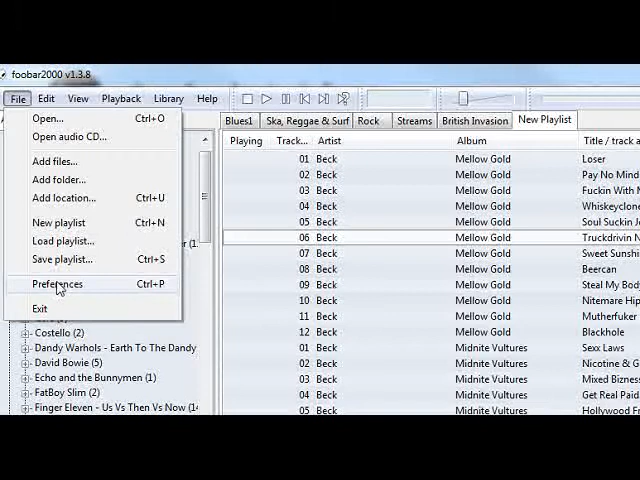 foobar2000 v1.3.8
File Edit View Playback Library Help
Open... Ctrl+O
Open audio CD...
Add files...
Add folder...
Add location... Ctrl+U
New playlist Ctrl+N
Load playlist...
Save playlist... Ctrl+S
Preferences Ctrl+P
Exit
Costello (2)
Dandy Warhols - Earth To The Dandy
David Bowie (5)
Echo and the Bunnymen (1)
FatBoy Slim (2)
Finger Eleven - Us Vs Then Vs Now (14
Blues1 Ska, Reggae & Surf Rock Streams British Invasion New Playlist
Playing Track... Artist Album Title / track a
01 Beck Mellow Gold Loser
02 Beck Mellow Gold Pay No Mind
03 Beck Mellow Gold Fuckin With M
04 Beck Mellow Gold Whiskeyclone
05 Beck Mellow Gold Soul Suckin J
06 Beck Mellow Gold Truckdrivin N
07 Beck Mellow Gold Sweet Sunshi
08 Beck Mellow Gold Beercan
09 Beck Mellow Gold Steal My Bod
10 Beck Mellow Gold Nitemare Hip
11 Beck Mellow Gold Mutherfuker
12 Beck Mellow Gold Blackhole
01 Beck Midnite Vultures Sexx Laws
02 Beck Midnite Vultures Nicotine & G
03 Beck Midnite Vultures Mixed Bizness
04 Beck Midnite Vultures Get Real Paid
05 Beck Midnite Vultures Hollywood F